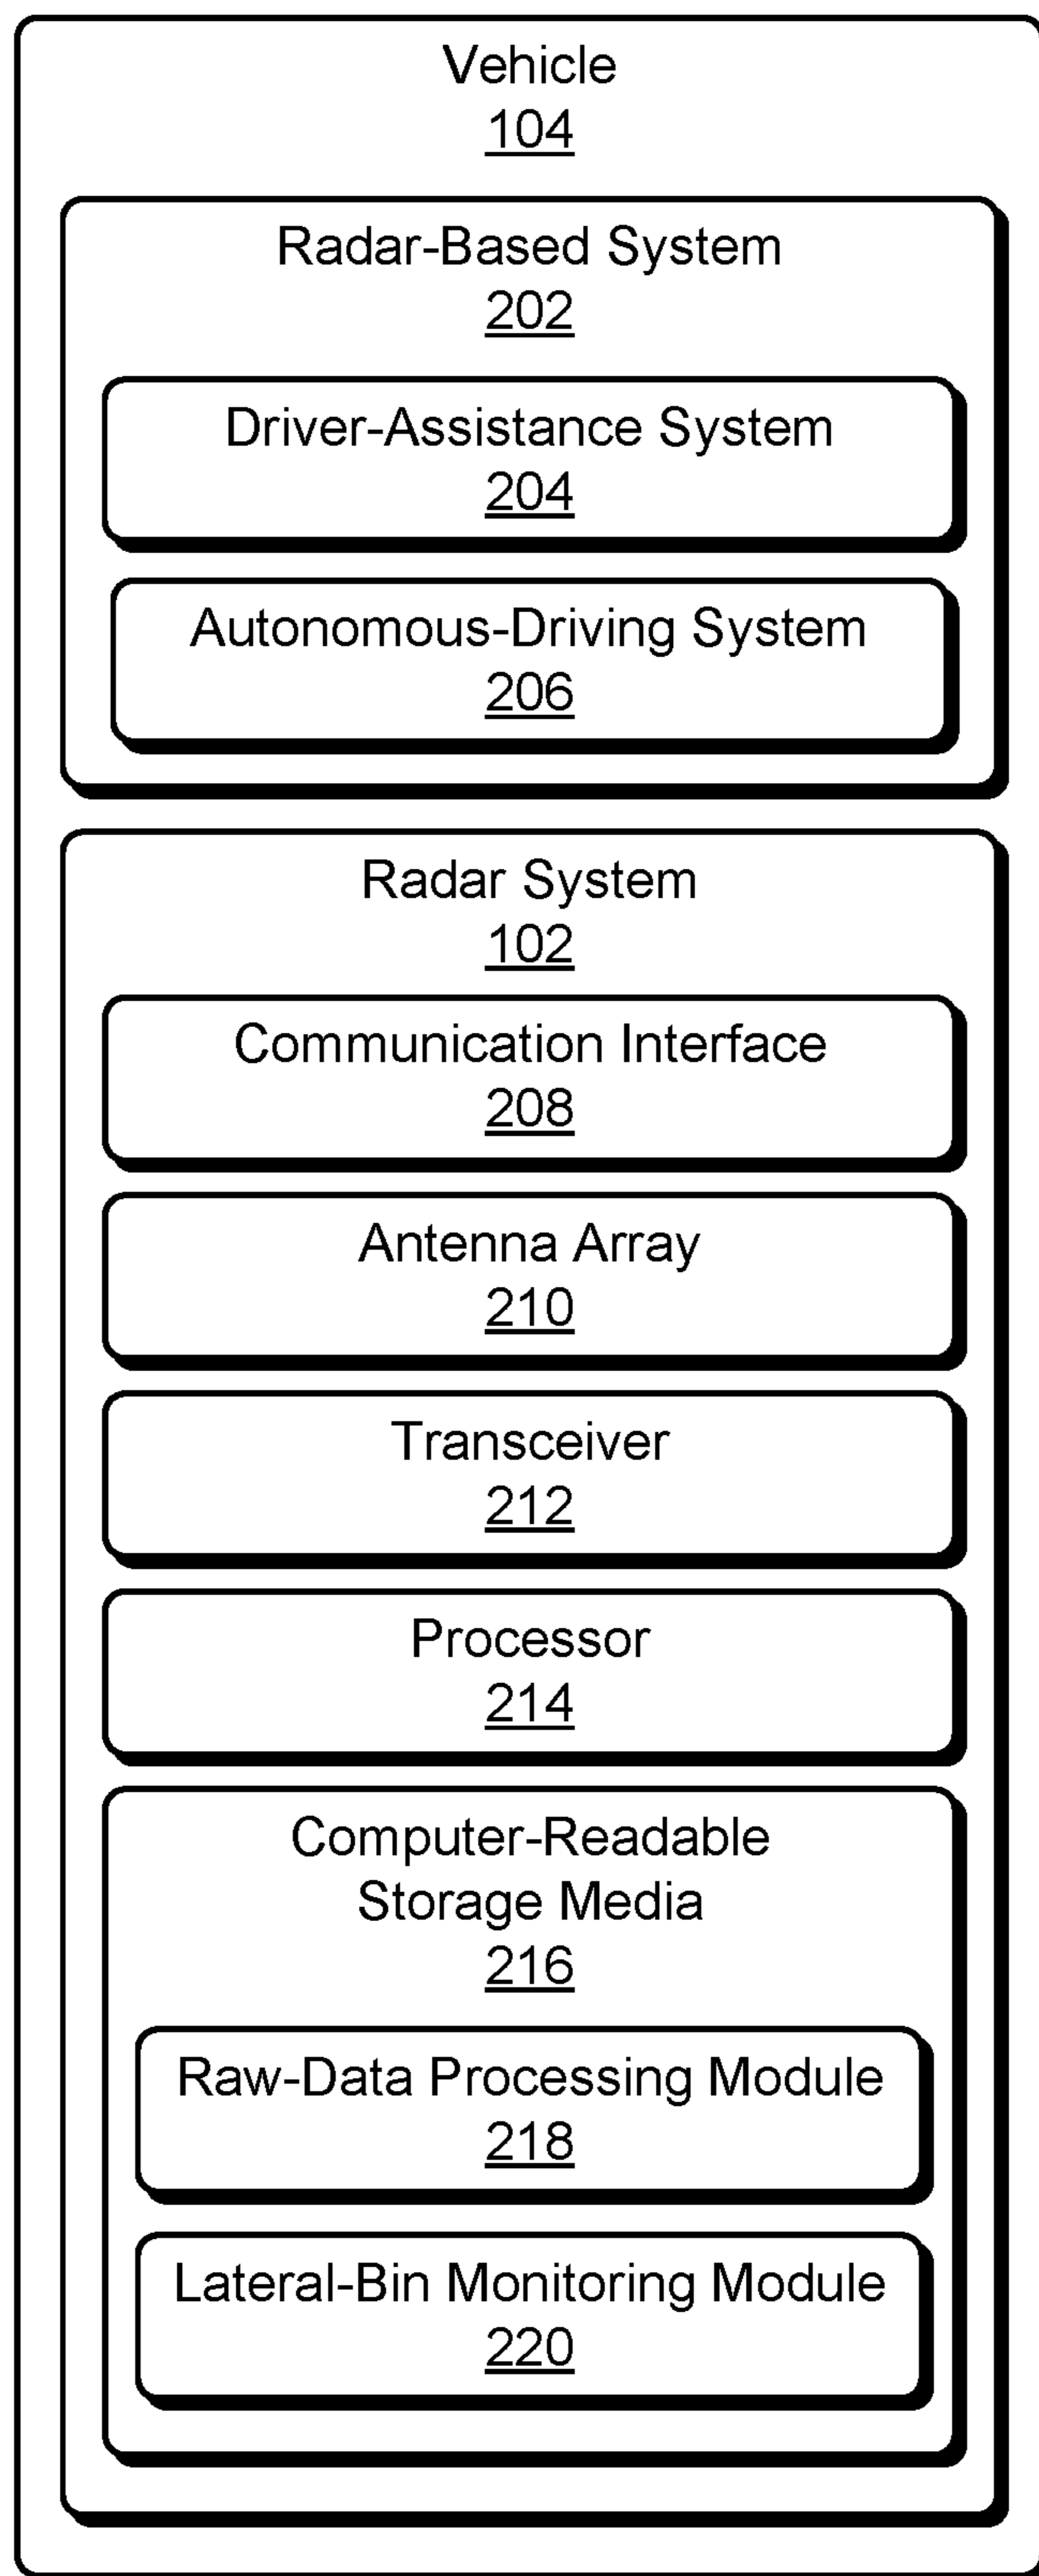 Vehicle
104
Radar-Based System
202
Driver-Assistance System
204
Autonomous-Driving System
206
Radar System
102
Communication Interface
208
Antenna Array
210
Transceiver
212
Processor
214
Computer-Readable
Storage Media
216
Raw-Data Processing Module
218
Lateral-Bin Monitoring Module
220